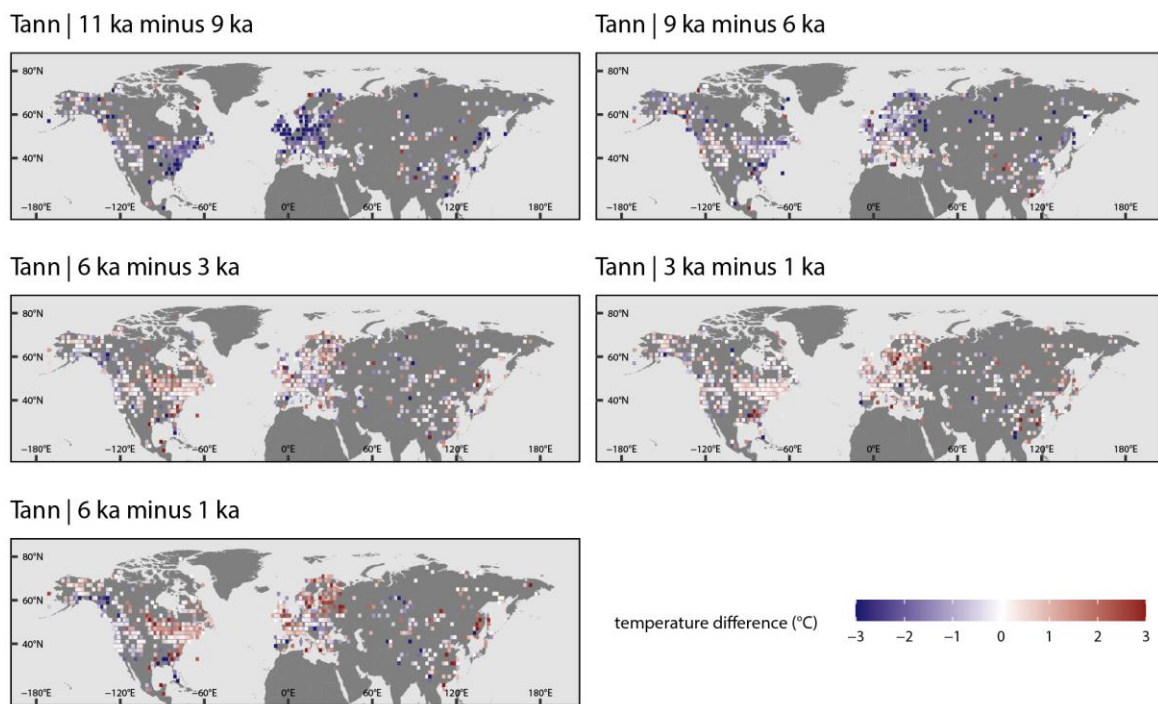 Tann | 11 ka minus 9 ka
Tann | 9 ka minus 6 ka
80°N
60°N
40°N
−180°E −120°E −60°E 0°E 60°E 120°E 180°E
80°N
60°N
40°N
−180°E −120°E −60°E 0°E 60°E 120°E 180°E
Tann | 6 ka minus 3 ka
Tann | 3 ka minus 1 ka
80°N
60°N
40°N
−180°E −120°E −60°E 0°E 60°E 120°E 180°E
80°N
60°N
40°N
−180°E −120°E −60°E 0°E 60°E 120°E 180°E
Tann | 6 ka minus 1 ka
80°N
60°N
40°N
−180°E −120°E −60°E 0°E 60°E 120°E 180°E
temperature difference (°C)
−3 −2 −1 0 1 2 3